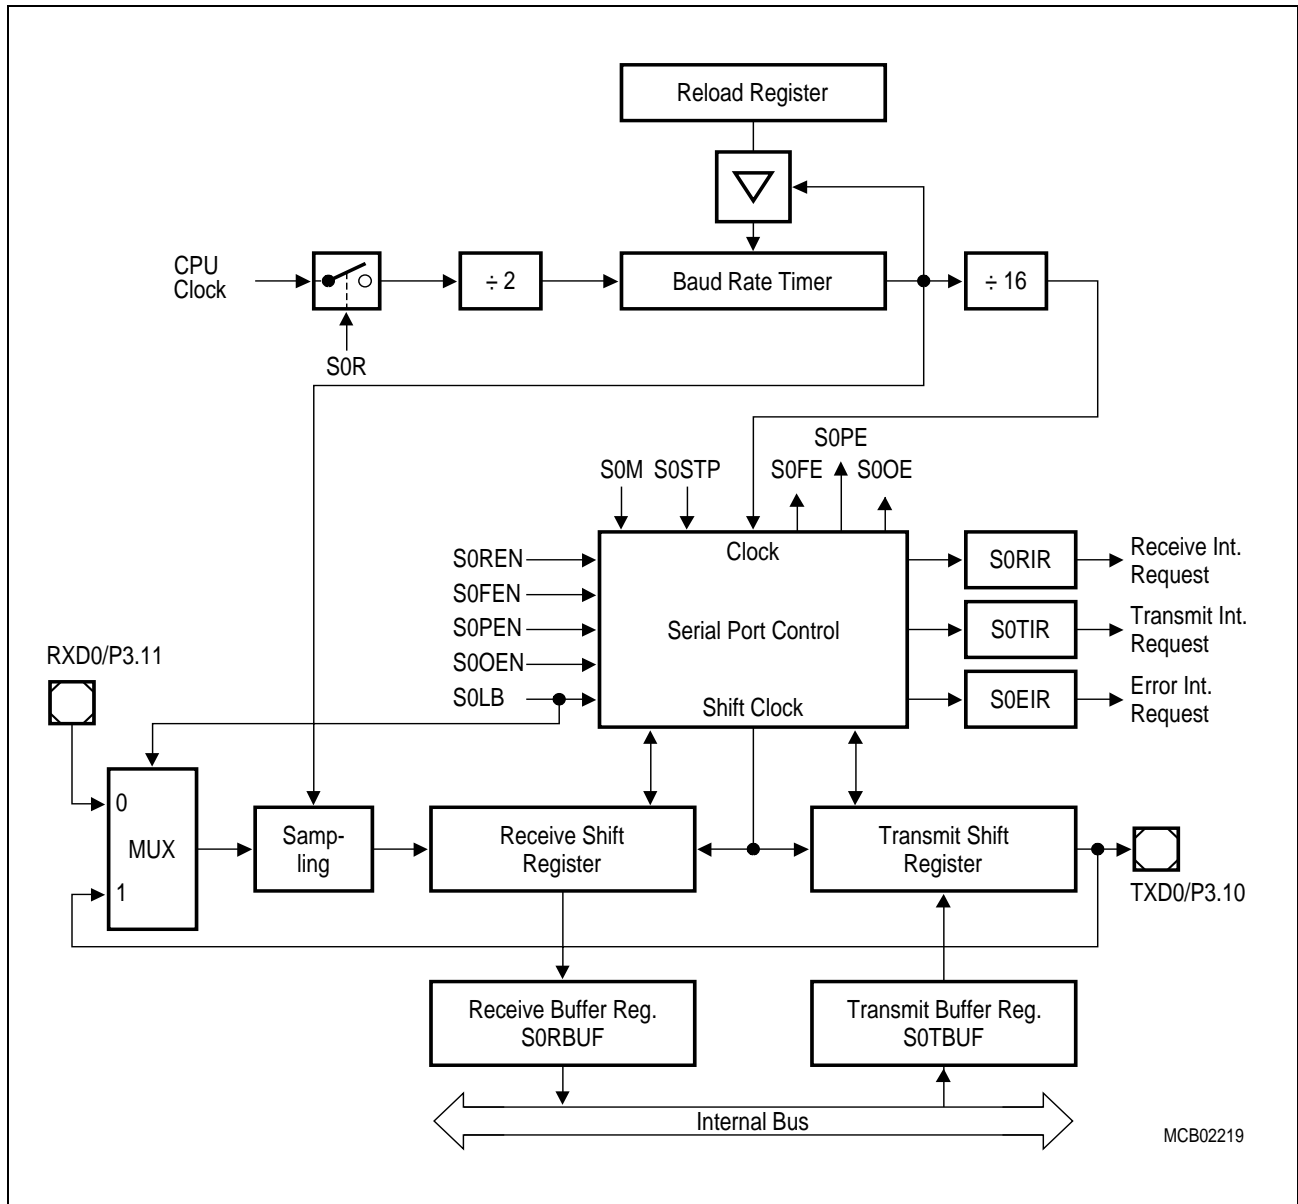 Reload Register
CPU
Clock
÷ 2
Baud Rate Timer
÷ 16
S0R
S0PE
S0M
S0STP
S0FE
S0OE
Clock
S0REN
S0FEN
S0PEN
S0OEN
S0LB
Serial Port Control
Shift Clock
S0RIR
Receive Int.
Request
S0TIR
Transmit Int.
Request
S0EIR
Error Int.
Request
RXD0/P3.11
0
MUX
1
Samp-
ling
Receive Shift
Register
Transmit Shift
Register
TXD0/P3.10
Receive Buffer Reg.
S0RBUF
Transmit Buffer Reg.
S0TBUF
Internal Bus
MCB02219